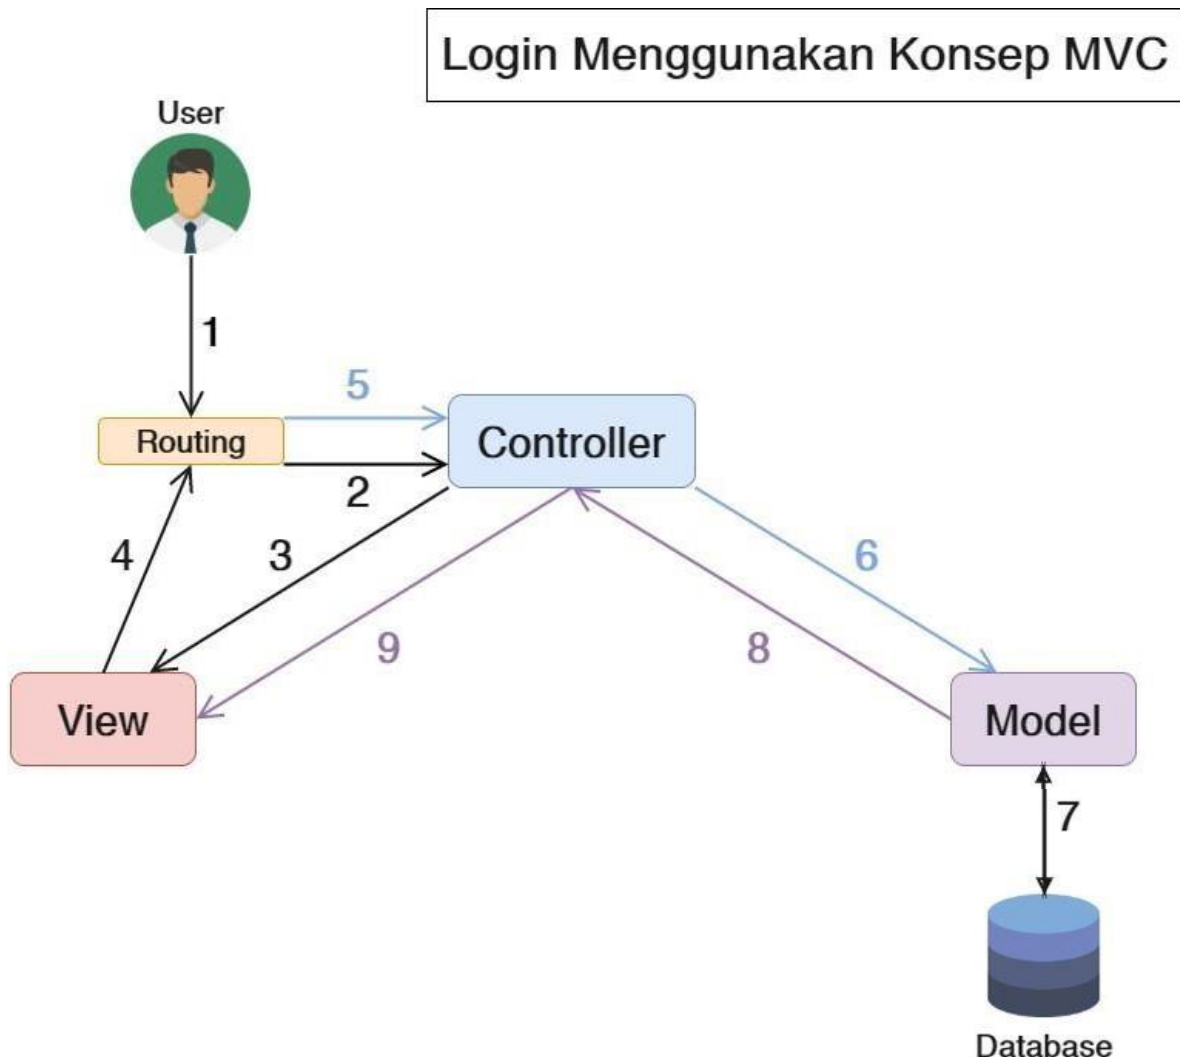 Login Menggunakan Konsep MVC
User
1
5
Routing
Controller
2
4
3
6
9
8
View
Model
7
Database